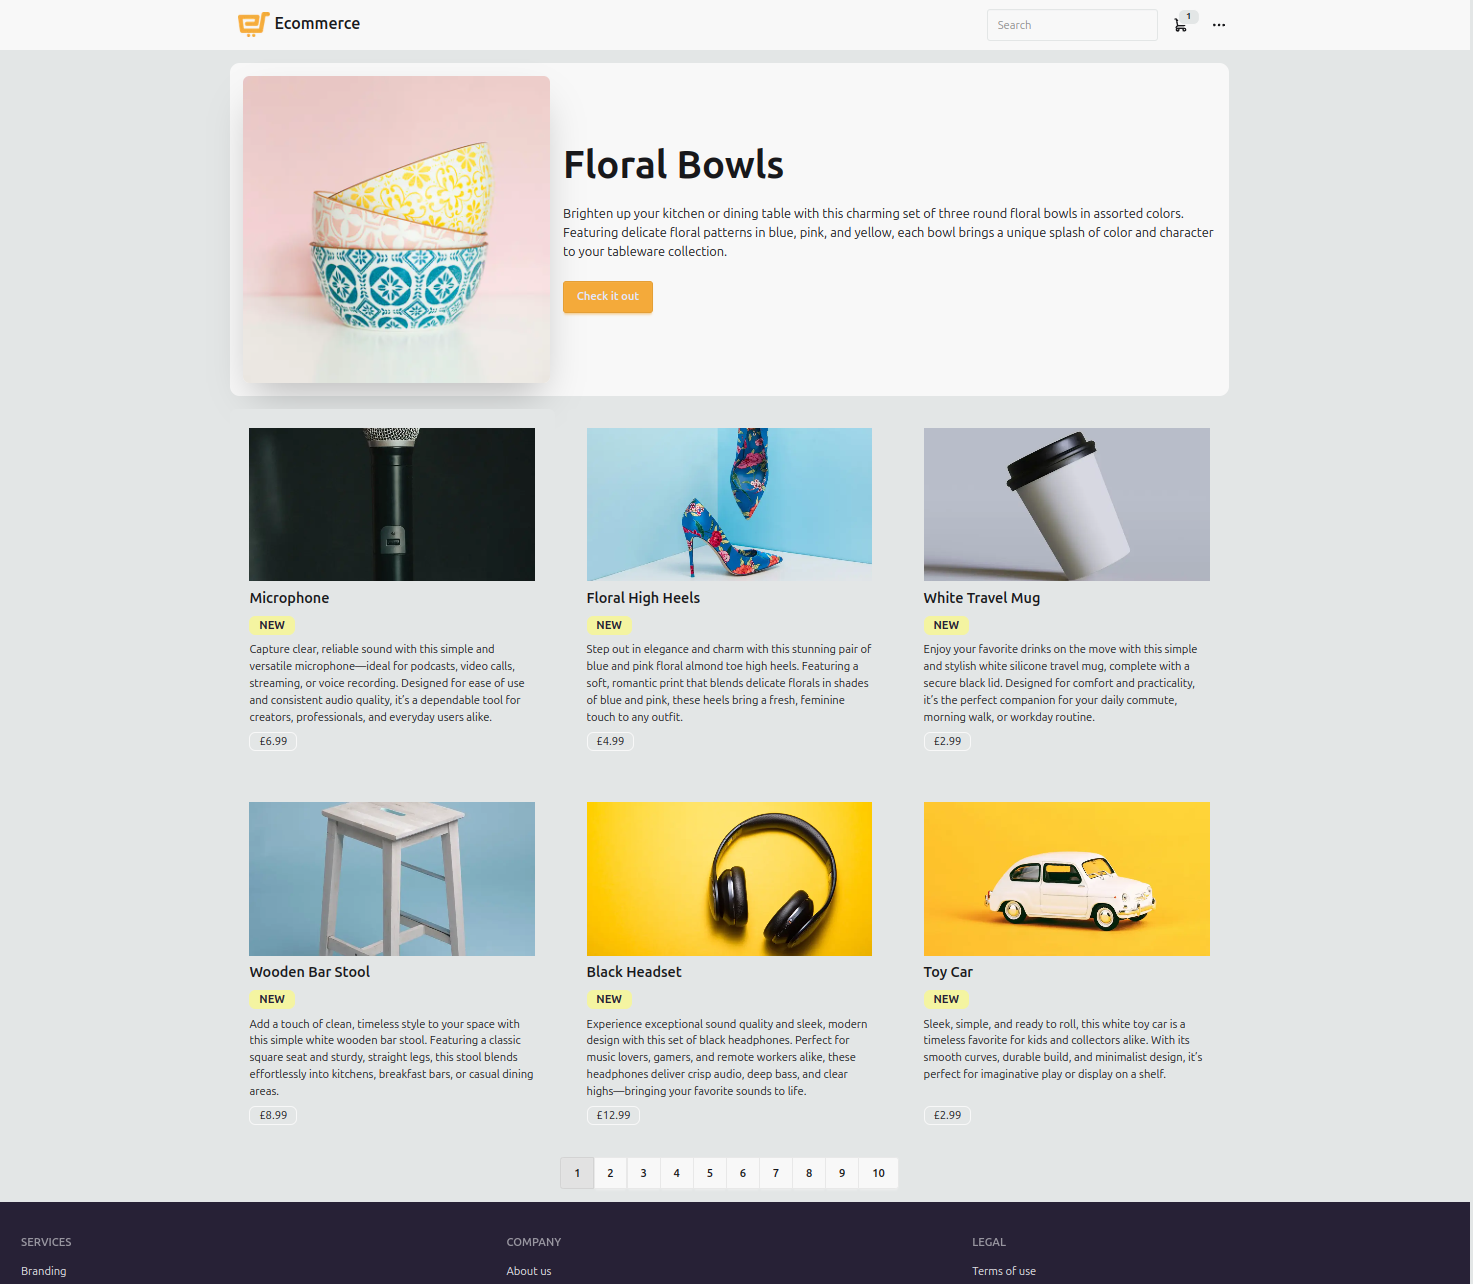 Ecommerce
Search
1
Floral Bowls
Brighten up your kitchen or dining table with this charming set of three round floral bowls in assorted colors.
Featuring delicate floral patterns in blue, pink, and yellow, each bowl brings a unique splash of color and character
to your tableware collection.
Check it out
Microphone
NEW
Capture clear, reliable sound with this simple and
versatile microphone—ideal for podcasts, video calls,
streaming, or voice recording. Designed for ease of use
and consistent audio quality, it's a dependable tool for
creators, professionals, and everyday users alike.
£6.99
Floral High Heels
NEW
Step out in elegance and charm with this stunning pair of
blue and pink floral almond toe high heels. Featuring a
soft, romantic print that blends delicate florals in shades
of blue and pink, these heels bring a fresh, feminine
touch to any outfit.
£4.99
White Travel Mug
NEW
Enjoy your favorite drinks on the move with this simple
and stylish white silicone travel mug, complete with a
secure black lid. Designed for comfort and practicality,
it's the perfect companion for your daily commute,
morning walk, or workday routine.
£2.99
Wooden Bar Stool
NEW
Add a touch of clean, timeless style to your space with
this simple white wooden bar stool. Featuring a classic
square seat and sturdy, straight legs, this stool blends
effortlessly into kitchens, breakfast bars, or casual dining
areas.
£8.99
Black Headset
NEW
Experience exceptional sound quality and sleek, modern
design with this set of black headphones. Perfect for
music lovers, gamers, and remote workers alike, these
headphones deliver crisp audio, deep bass, and clear
highs—bringing your favorite sounds to life.
£12.99
Toy Car
NEW
Sleek, simple, and ready to roll, this white toy car is a
timeless favorite for kids and collectors alike. With its
smooth curves, durable build, and minimalist design, it's
perfect for imaginative play or display on a shelf.
£2.99
1 2 3 4 5 6 7 8 9 10
SERVICES
Branding
COMPANY
About us
LEGAL
Terms of use